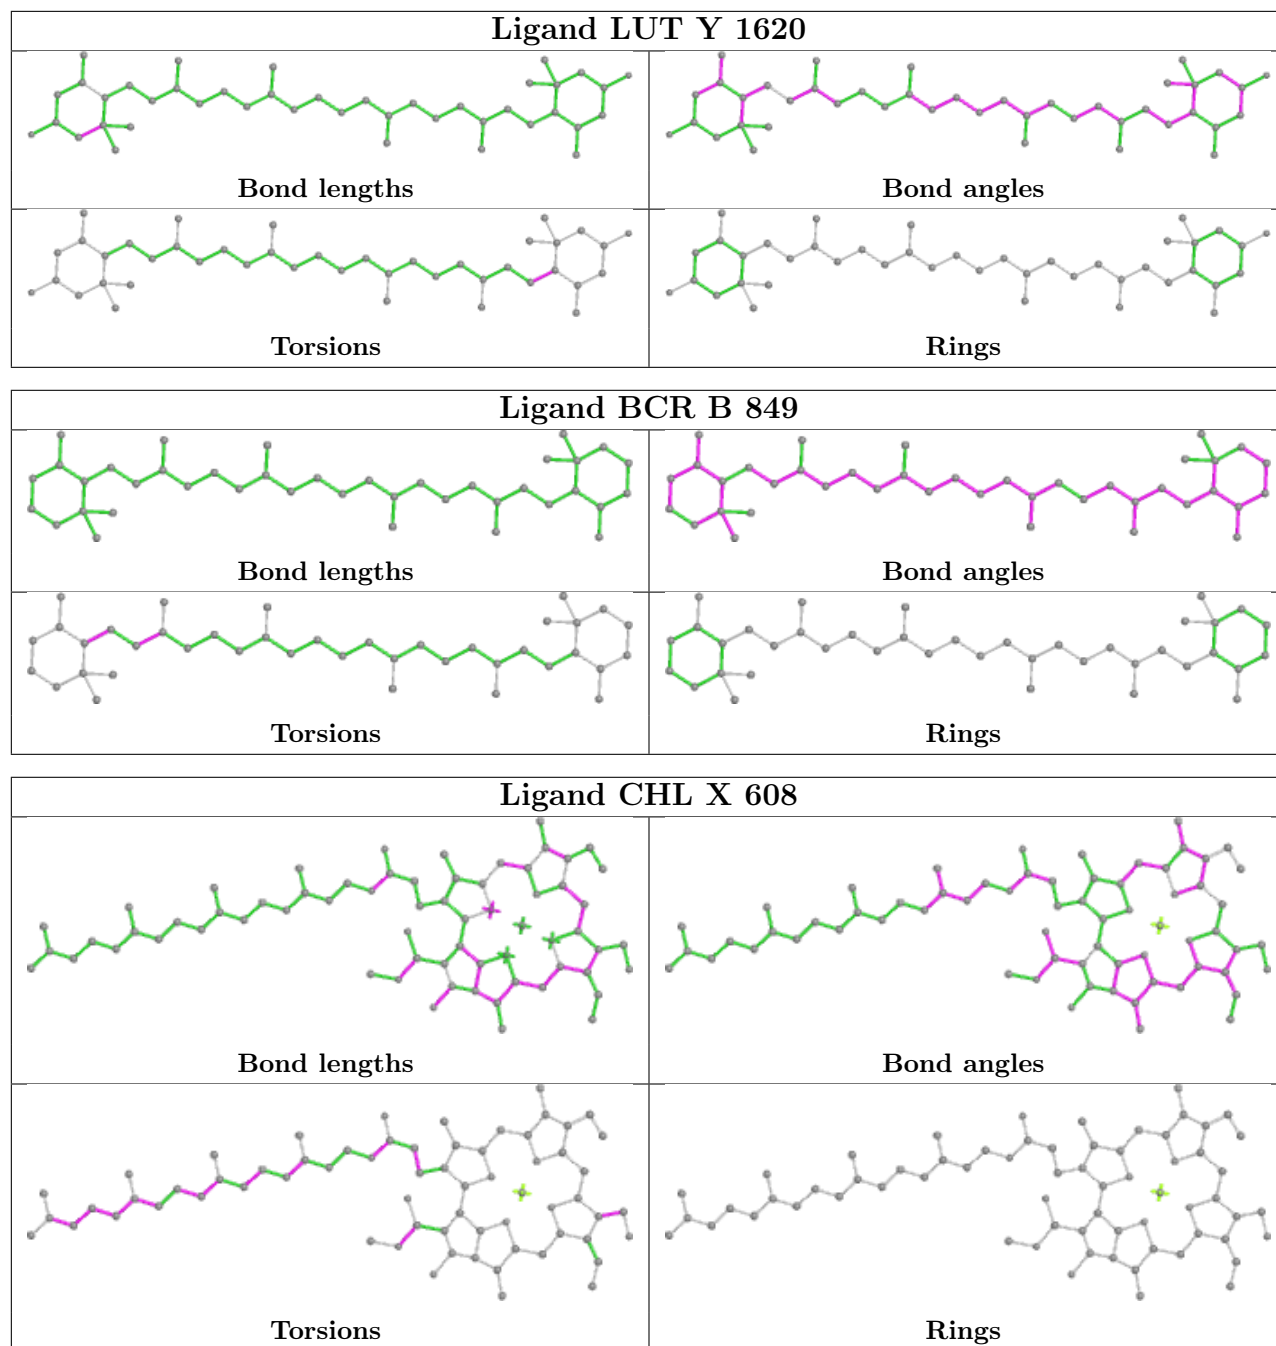 Ligand LUT Y 1620
Bond lengths
Bond angles
Torsions
Rings
Ligand BCR B 849
Bond lengths
Bond angles
Torsions
Rings
Ligand CHL X 608
Bond lengths
Bond angles
Torsions
Rings